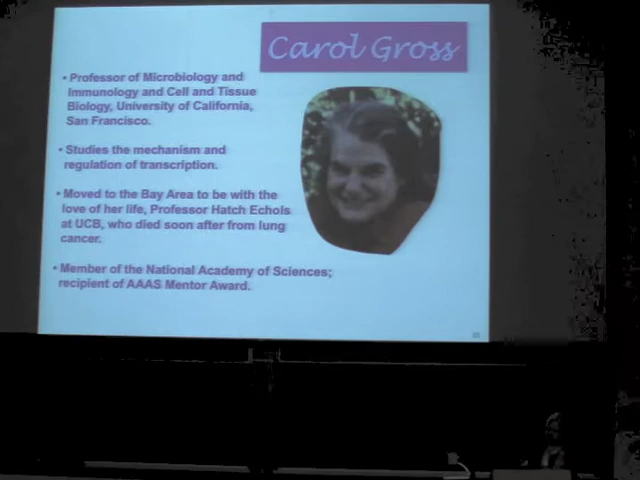 Carol Gross
• Professor of Microbiology and
Immunology and Cell and Tissue
Biology, University of California,
San Francisco.
• Studies the mechanism and
regulation of transcription.
• Moved to the Bay Area to be with the
love of her life, Professor Hatch Echols
at UCB, who died soon after from lung
cancer.
• Member of the National Academy of Sciences;
recipient of AAAS Mentor Award.